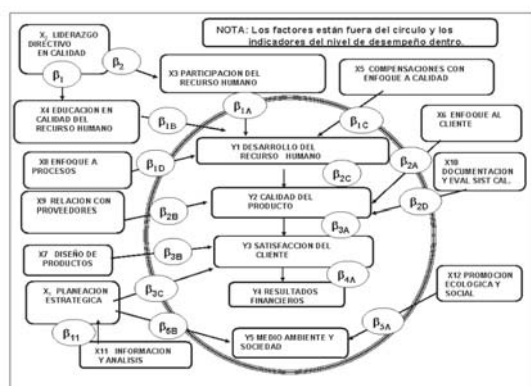 NOTA: Los factores están fuera del círculo y los
indicadores del nivel de desempeño dentro.
LIDERAZGO
DIRECTIVO
EN CALIDAD
β1
β2
X3 PARTICIPACION DEL
RECURSO HUMANO
X5 COMPENSACIONES CON
ENFOQUE A CALIDAD
X4 EDUCACION EN
CALIDAD DEL
RECURSO HUMANO
β1B
β1A
β1C
X6 ENFOQUE AL
CLIENTE
X8 ENFOQUE A
PROCESOS
β1D
Y1 DESARROLLO DEL
RECURSO HUMANO
β2C
β2A
X10
DOCUMENTACION
Y EVAL SIST CAL.
X9 RELACION CON
PROVEEDORES
β2B
Y2 CALIDAD DEL
PRODUCTO
β3A
β2D
X7 DISEÑO DE
PRODUCTOS
β3B
Y3 SATISFACCION DEL
CLIENTE
β4A
X12 PROMOCION
ECOLOGICA Y
SOCIAL
PLANEACION
ESTRATEGICA
β3C
Y4 RESULTADOS
FINANCIEROS
β11
β5B
β5A
X11 INFORMACION
Y ANALISIS
Y5 MEDIO AMBIENTE Y
SOCIEDAD